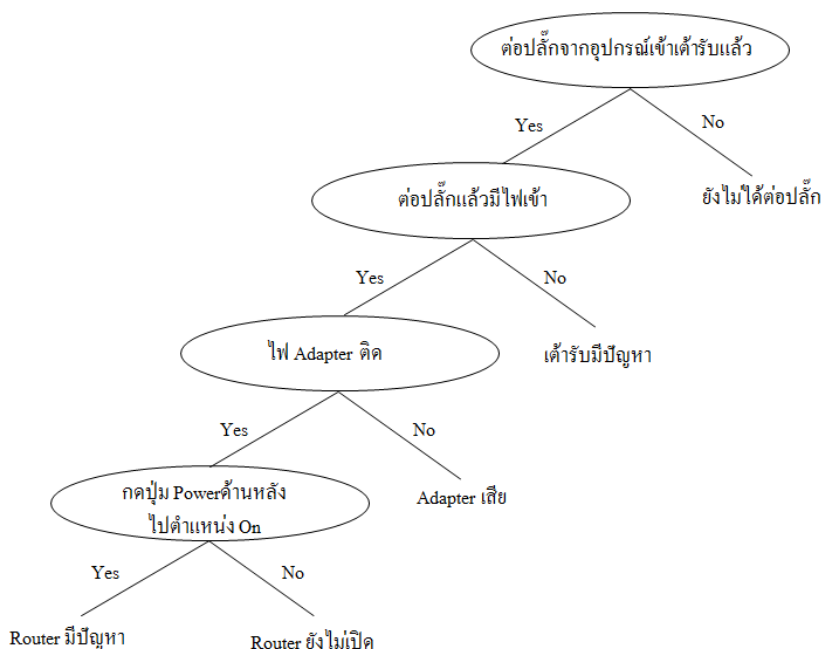 ต่อปลั๊กจากอุปกรณ์เข้าเต้ารับแล้ว
Yes
No
ต่อปลั๊กแล้วมีไฟเข้า
ยังไม่ได้ต่อปลั๊ก
Yes
No
ไฟ Adapter ติด
เต้ารับมีปัญหา
Yes
No
กดปุ่ม Powerด้านหลัง
ไปตำแหน่ง On
Adapter เสีย
Yes
No
Router มีปัญหา
Router ยังไม่เปิด